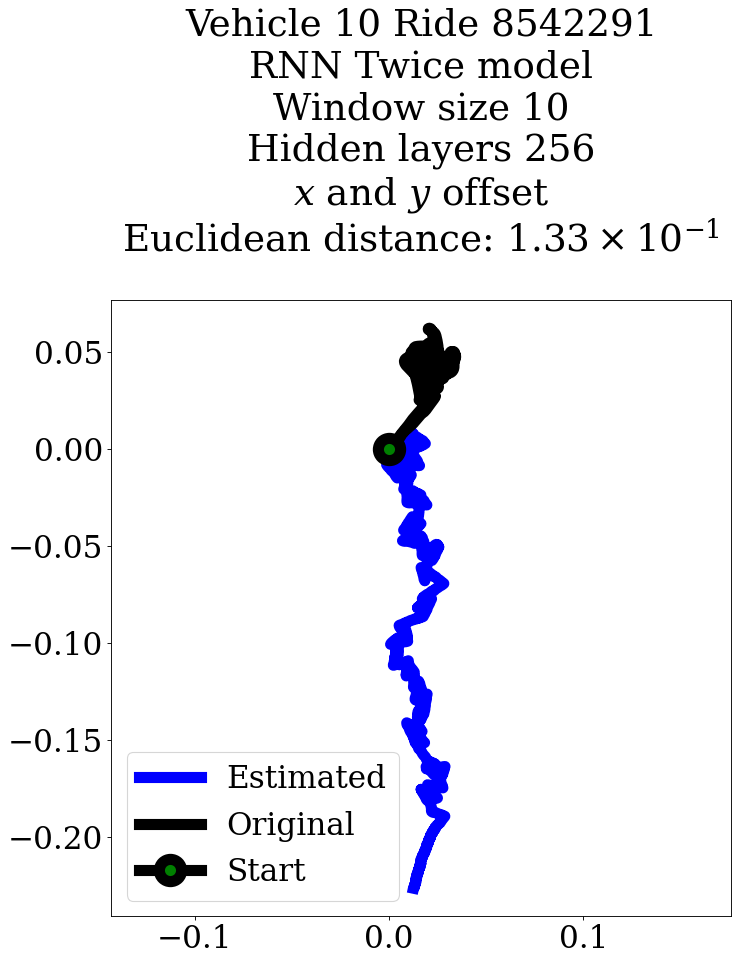 Vehicle 10 Ride 8542291
RNN Twice model
Window size 10
Hidden layers 256
x and y offset
Euclidean distance: 1.33 × 10⁻¹
0.05
0.00
−0.05
−0.10
−0.15
−0.20
Estimated
Original
Start
−0.1
0.0
0.1